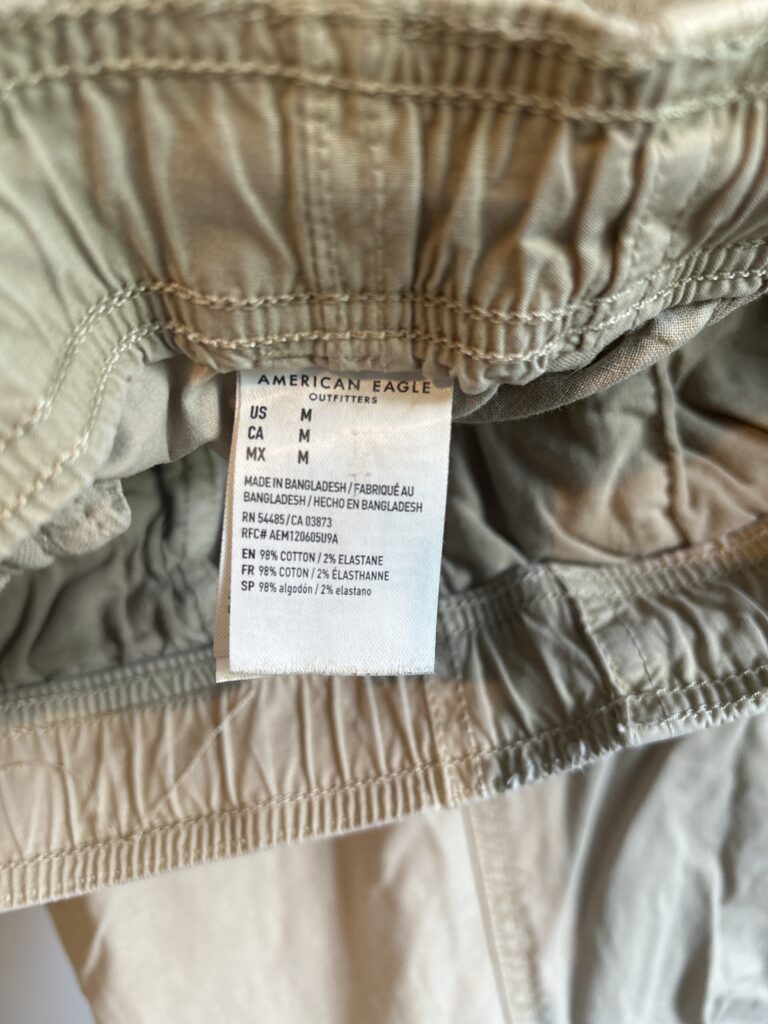 AMERICAN EAGLE
OUTFITTERS
US M
CA M
MX M
MADE IN BANGLADESH / FABRIQUÉ AU
BANGLADESH / HECHO EN BANGLADESH
RN 54485 / CA 03873
RFC# AEM120605U9A
EN 98% COTTON / 2% ELASTANE
FR 98% COTON / 2% ÉLASTHANNE
SP 98% algodón / 2% elastano